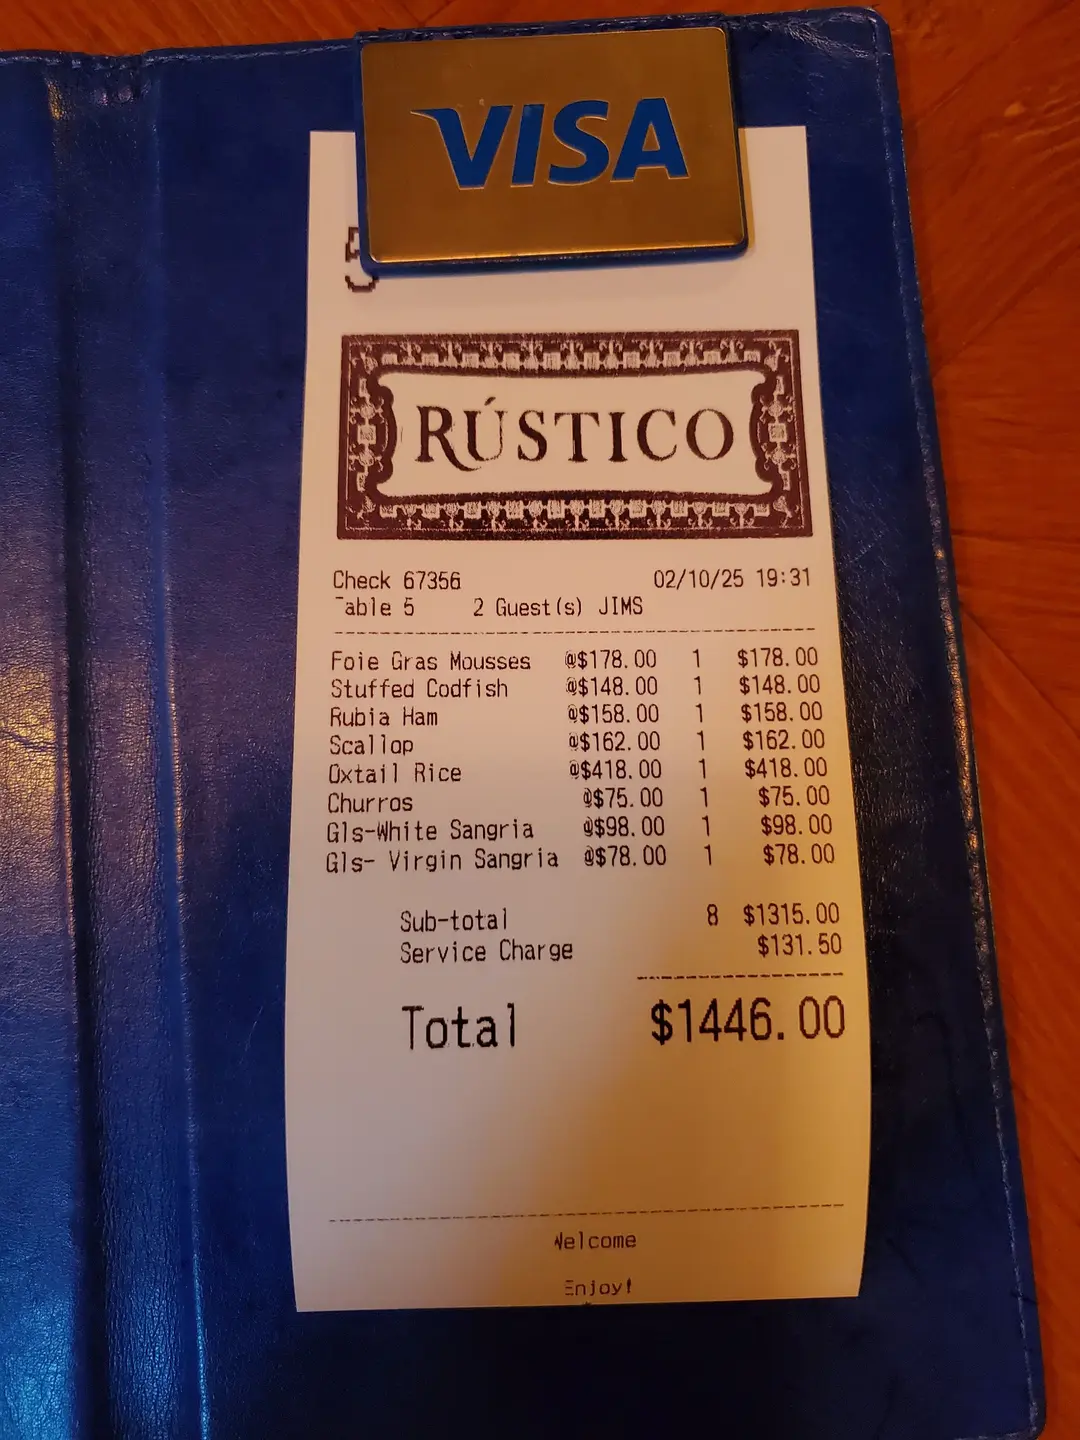 VISA
5
RÚSTICO
Check 67356 02/10/25 19:31
Table 5 2 Guest(s) JIMS
Foie Gras Mousses @$178.00 1 $178.00
Stuffed Codfish @$148.00 1 $148.00
Rubia Ham @$158.00 1 $158.00
Scallop @$162.00 1 $162.00
Oxtail Rice @$418.00 1 $418.00
Churros @$75.00 1 $75.00
Gls-White Sangria @$98.00 1 $98.00
Gls- Virgin Sangria @$78.00 1 $78.00
Sub-total 8 $1315.00
Service Charge $131.50
Total $1446.00
Welcome
Enjoy!